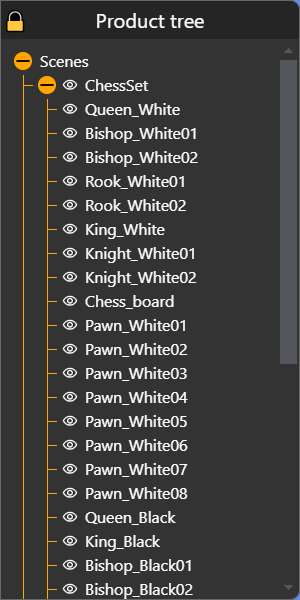 Product tree
Scenes
ChessSet
Queen_White
Bishop_White01
Bishop_White02
Rook_White01
Rook_White02
King_White
Knight_White01
Knight_White02
Chess_board
Pawn_White01
Pawn_White02
Pawn_White03
Pawn_White04
Pawn_White05
Pawn_White06
Pawn_White07
Pawn_White08
Queen_Black
King_Black
Bishop_Black01
Bishop_Black02